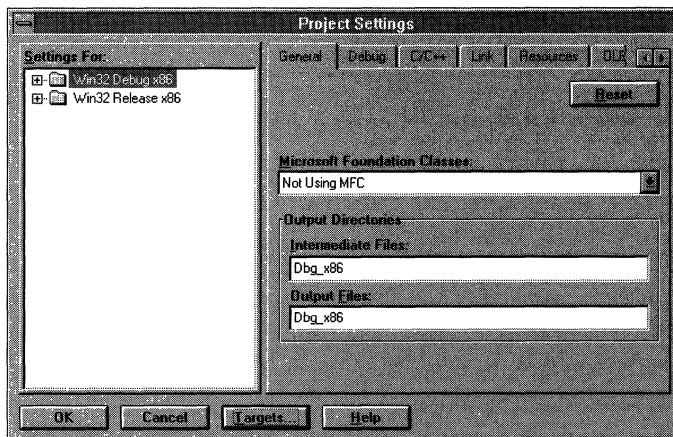 Project Settings
Settings For:
Win32 Debug x86
Win32 Release x86
General
Debug
C/C++
Link
Resources
OLE
Reset
Microsoft Foundation Classes:
Not Using MFC
Output Directories
Intermediate Files:
Dbg_x86
Output Files:
Dbg_x86
OK
Cancel
Targets...
Help